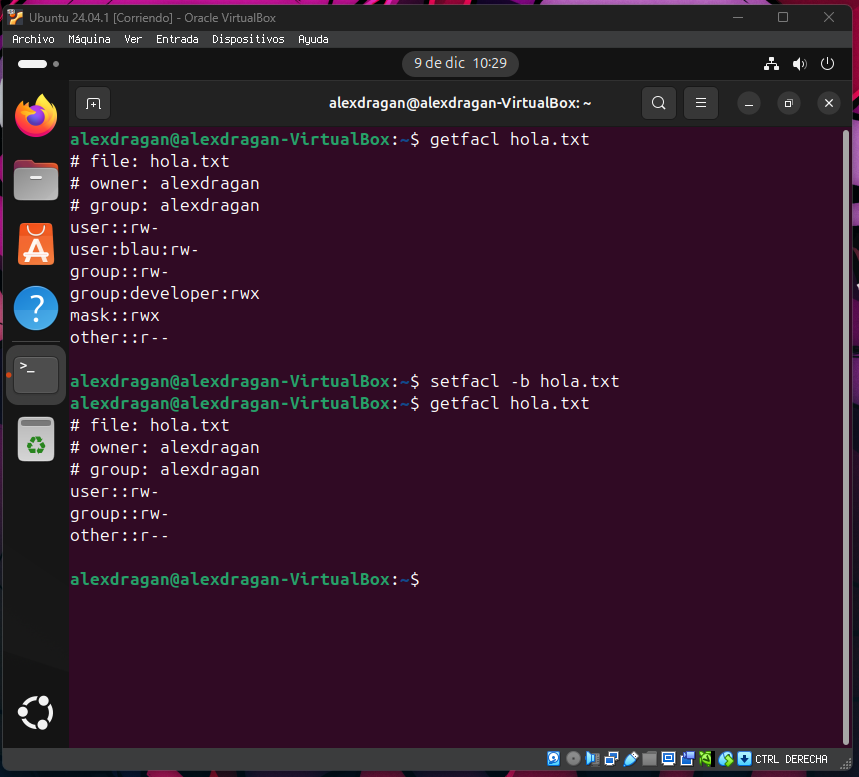 Ubuntu 24.04.1 [Corriendo] - Oracle VirtualBox
Archivo Máquina Ver Entrada Dispositivos Ayuda
9 de dic 10:29
alexdragan@alexdragan-VirtualBox: ~
alexdragan@alexdragan-VirtualBox:~$ getfacl hola.txt
# file: hola.txt
# owner: alexdragan
# group: alexdragan
user::rw-
user:blau:rw-
group::rw-
group:developer:rwx
mask::rwx
other::r--
alexdragan@alexdragan-VirtualBox:~$ setfacl -b hola.txt
alexdragan@alexdragan-VirtualBox:~$ getfacl hola.txt
# file: hola.txt
# owner: alexdragan
# group: alexdragan
user::rw-
group::rw-
other::r--
alexdragan@alexdragan-VirtualBox:~$
CTRL DERECHA